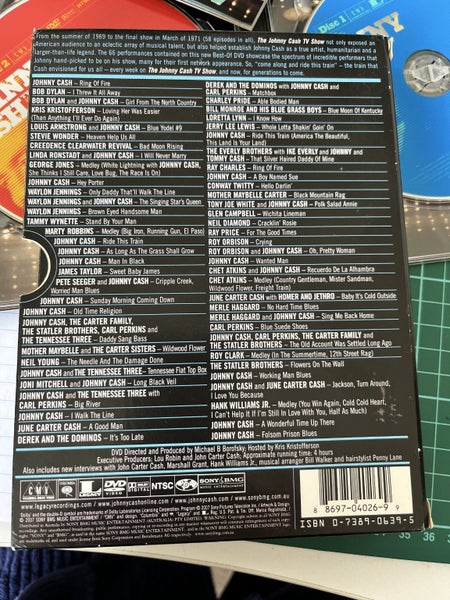 From the summer of 1969 to the final show in March of 1971 (58 episodes in all), The Johnny Cash TV Show not only exposed an
American audience to an eclectic array of musical talent, but also helped establish Johnny Cash as a true artist, humanitarian and a
larger-than-life legend. The 66 performances contained on this new Best-Of DVD showcase the spectrum of incredible performers that
Johnny hand-picked to be on his show, many for their first network appearance. So, "come along and ride this train" – the train that
Cash envisioned for us all – every week on The Johnny Cash TV Show, and now, for generations to come.
JOHNNY CASH – Ring Of Fire
BOB DYLAN – I Threw It All Away
BOB DYLAN and JOHNNY CASH – Girl From The North Country
KRIS KRISTOFFERSON – Loving Her Was Easier
(Than Anything I'll Ever Do Again)
LOUIS ARMSTRONG and JOHNNY CASH – Blue Yodel #9
STEVIE WONDER – Heaven Help Us All
CREEDENCE CLEARWATER REVIVAL – Bad Moon Rising
LINDA RONSTADT and JOHNNY CASH – I Will Never Marry
GEORGE JONES – Medley (White Lightning with JOHNNY CASH,
She Thinks I Still Care, Love Bug, The Race Is On)
JOHNNY CASH – Hey Porter
WAYLON JENNINGS – Only Daddy That'll Walk The Line
WAYLON JENNINGS and JOHNNY CASH – The Singing Star's Queen
WAYLON JENNINGS – Brown Eyed Handsome Man
TAMMY WYNETTE – Stand By Your Man
MARTY ROBBINS – Medley (Big Iron, Running Gun, El Paso)
JOHNNY CASH – Ride This Train
JOHNNY CASH – As Long As The Grass Shall Grow
JOHNNY CASH – Man In Black
JAMES TAYLOR – Sweet Baby James
PETE SEEGER and JOHNNY CASH – Cripple Creek,
Worried Man Blues
JOHNNY CASH – Sunday Morning Coming Down
JOHNNY CASH – Old Time Religion
JOHNNY CASH, THE CARTER FAMILY,
THE STATLER BROTHERS, CARL PERKINS and
THE TENNESSEE THREE – Daddy Sang Bass
MOTHER MAYBELLE and THE CARTER SISTERS – Wildwood Flower
NEIL YOUNG – The Needle And The Damage Done
JOHNNY CASH and THE TENNESSEE THREE – Tennessee Flat Top Box
JONI MITCHELL and JOHNNY CASH – Long Black Veil
JOHNNY CASH and THE TENNESSEE THREE with
CARL PERKINS – Big River
JOHNNY CASH – I Walk The Line
JUNE CARTER CASH – A Good Man
DEREK AND THE DOMINOS – It's Too Late
DEREK AND THE DOMINOS with JOHNNY CASH and
CARL PERKINS – Matchbox
CHARLEY PRIDE – Able Bodied Man
BILL MONROE AND HIS BLUE GRASS BOYS – Blue Moon Of Kentucky
LORETTA LYNN – I Know How
JERRY LEE LEWIS – Whole Lotta Shakin' Goin' On
JOHNNY CASH – Ride This Train (America The Beautiful,
This Land Is Your Land)
THE EVERLY BROTHERS with IKE EVERLY and JOHNNY and
TOMMY CASH – That Silver Haired Daddy Of Mine
RAY CHARLES – Ring Of Fire
JOHNNY CASH – A Boy Named Sue
CONWAY TWITTY – Hello Darlin'
MOTHER MAYBELLE CARTER – Black Mountain Rag
TONY JOE WHITE and JOHNNY CASH – Polk Salad Annie
GLEN CAMPBELL – Wichita Lineman
NEIL DIAMOND – Cracklin' Rosie
RAY PRICE – For The Good Times
ROY ORBISON – Crying
ROY ORBISON and JOHNNY CASH – Oh, Pretty Woman
JOHNNY CASH – Wanted Man
CHET ATKINS and JOHNNY CASH – Recuerdo De La Alhambra
CHET ATKINS – Medley (Country Gentleman, Mister Sandman,
Wildwood Flower, Freight Train)
JUNE CARTER CASH with HOMER AND JETHRO – Baby It's Cold Outside
MERLE HAGGARD – No Hard Time Blues
MERLE HAGGARD and JOHNNY CASH – Sing Me Back Home
CARL PERKINS – Blue Suede Shoes
JOHNNY CASH, CARL PERKINS, THE CARTER FAMILY and
THE STATLER BROTHERS – The Old Account Was Settled Long Ago
ROY CLARK – Medley (In The Summertime, 12th Street Rag)
THE STATLER BROTHERS – Flowers On The Wall
JOHNNY CASH – Working Man Blues
JOHNNY CASH and JUNE CARTER CASH – Jackson, Turn Around,
I Love You Because
HANK WILLIAMS JR. – Medley (You Win Again, Cold Cold Heart,
I Can't Help It If I'm Still In Love With You, Half As Much)
JOHNNY CASH – A Wonderful Time Up There
JOHNNY CASH – Folsom Prison Blues
DVD Directed and Produced by Michael B Borofsky; Hosted by Kris Kristofferson
Executive Producers: Lou Robin and John Carter Cash. Approximate running time: 4 hours
Also includes new interviews with John Carter Cash, Marshall Grant, Hank Williams Jr., musical arranger Bill Walker and hairstylist Penny Lane
CMV
LEGACY
DVD
NTSC
SONY BMG
www.legacyrecordings.com / www.johnnycashonline.com / www.johnnycash.com / www.sonybmg.com
8 8697-04026-9 9
ISBN 0-7389-0639-5
Disc 1